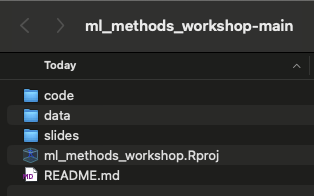 ml_methods_workshop-main
Today
code
data
slides
ml_methods_workshop.Rproj
README.md